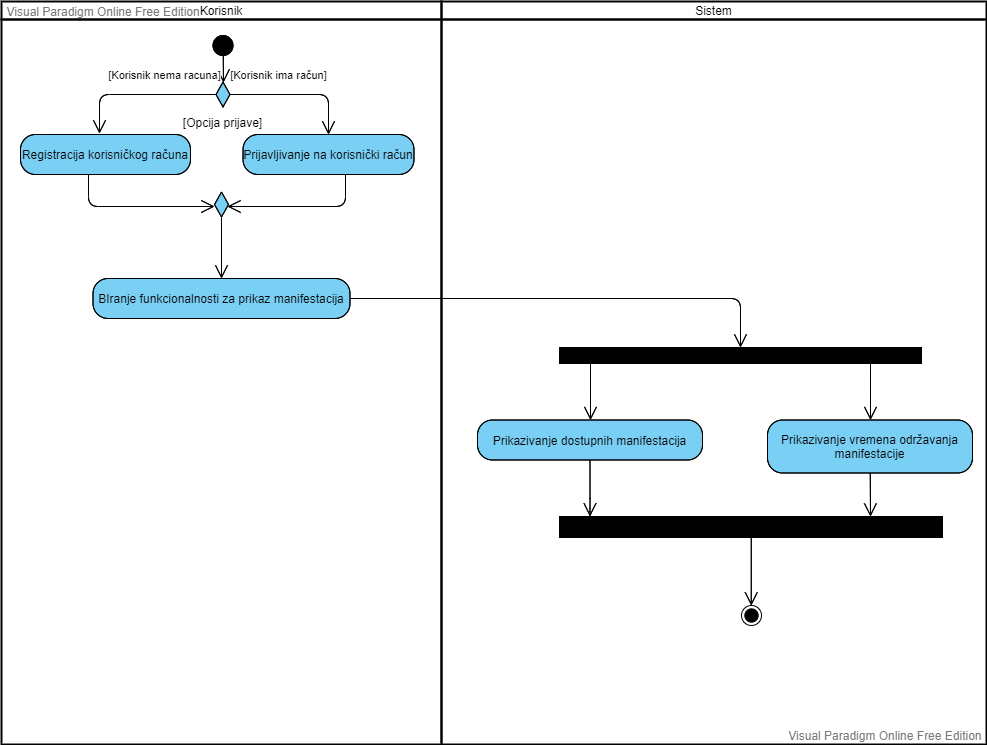 Visual Paradigm Online Free Edition
Korisnik
Sistem
[Korisnik nema racuna]
[Korisnik ima račun]
[Opcija prijave]
Registracija korisničkog računa
Prijavljivanje na korisnički račun
BIranje funkcionalnosti za prikaz manifestacija
Prikazivanje dostupnih manifestacija
Prikazivanje vremena održavanja
manifestacije
Visual Paradigm Online Free Edition